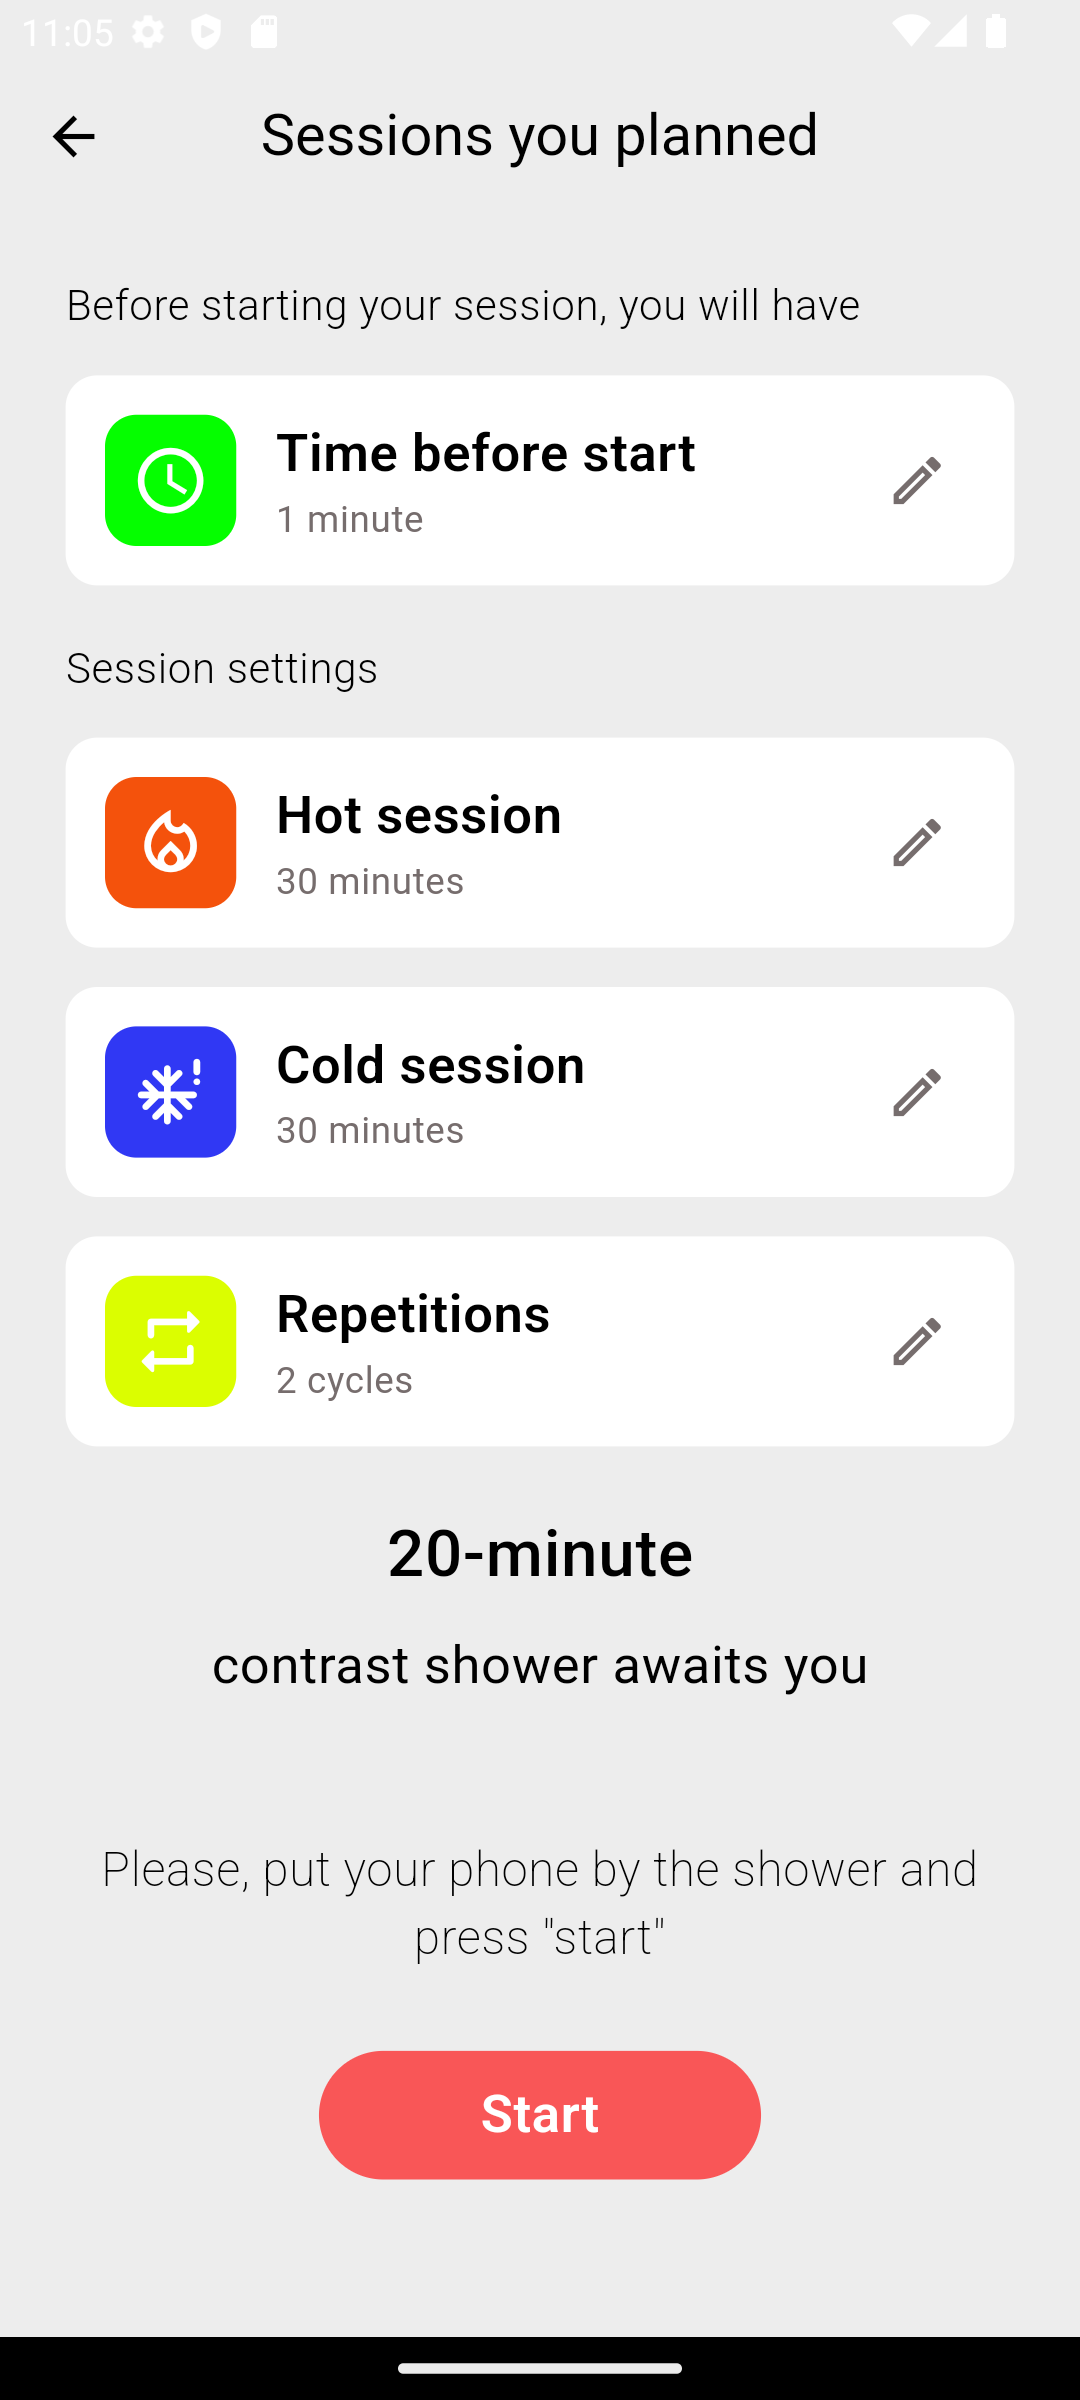 11:05
Sessions you planned
Before starting your session, you will have
Time before start
1 minute
Session settings
Hot session
30 minutes
Cold session
30 minutes
Repetitions
2 cycles
20-minute
contrast shower awaits you
Please, put your phone by the shower and
press "start"
Start